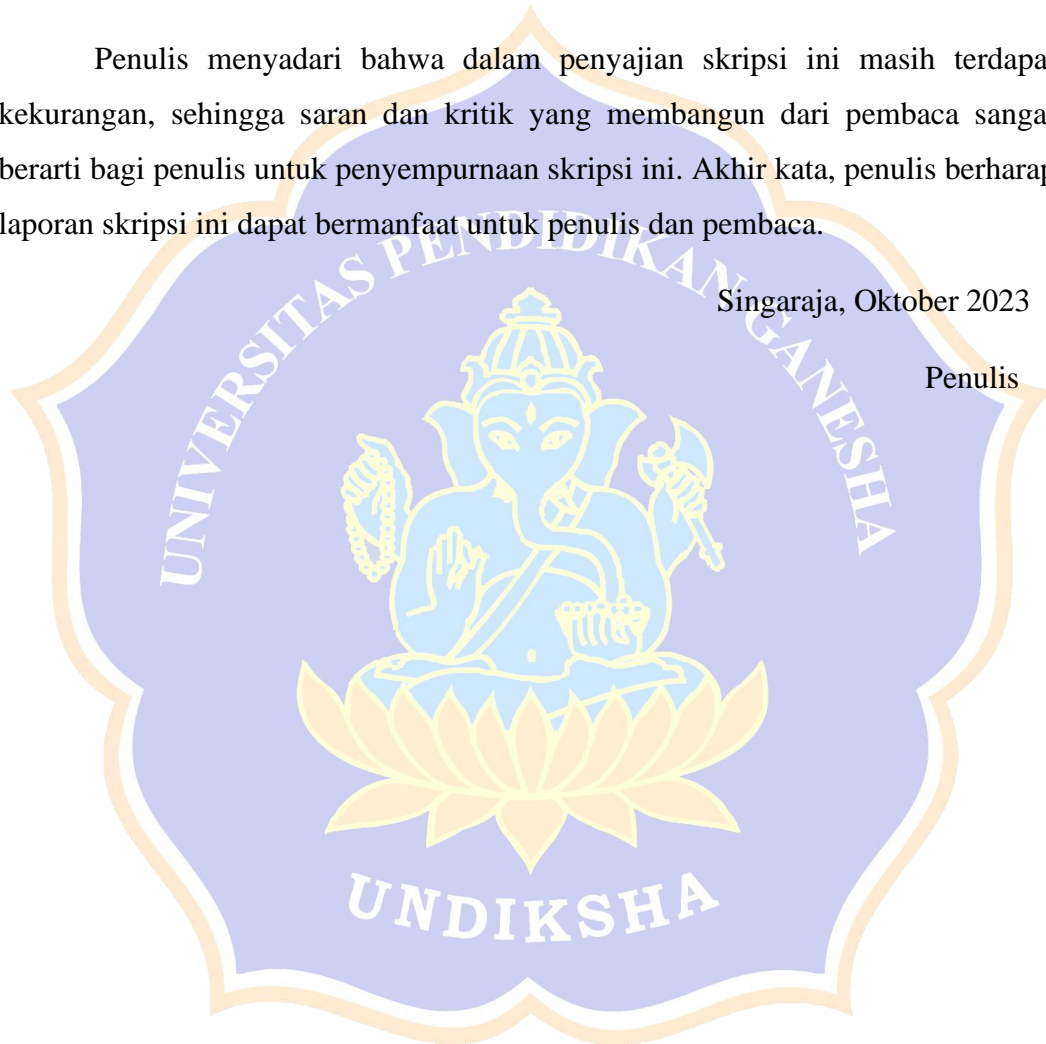 Penulis menyadari bahwa dalam penyajian skripsi ini masih terdapa
kekurangan, sehingga saran dan kritik yang membangun dari pembaca sanga
berarti bagi penulis untuk penyempurnaan skripsi ini. Akhir kata, penulis berharap
laporan skripsi ini dapat bermanfaat untuk penulis dan pembaca.
Singaraja, Oktober 2023
Penulis
UNIVERSITAS PENDIDIKAN GANESHA
UNDIKSHA